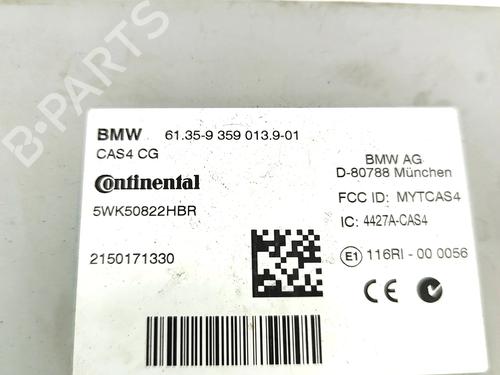 B-PARTS
BMW 61.35-9 359 013.9-01
CAS4 CG
Continental
5WK50822HBR
2150171330
BMW AG
D-80788 München
FCC ID: MYTCAS4
IC: 4427A-CAS4
E1 116RI - 00 0056
CE